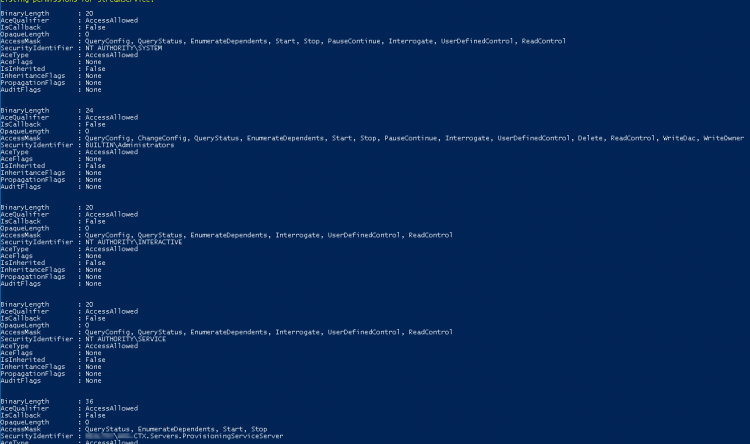 Listing permissions for StreamService:
BinaryLength : 20
AceQualifier : AccessAllowed
IsCallback : False
OpaqueLength : 0
AccessMask : QueryConfig, QueryStatus, EnumerateDependents, Start, Stop, PauseContinue, Interrogate, UserDefinedControl, ReadControl
SecurityIdentifier : NT AUTHORITY\SYSTEM
AceType : AccessAllowed
AceFlags : None
IsInherited : False
InheritanceFlags : None
PropagationFlags : None
AuditFlags : None
BinaryLength : 24
AceQualifier : AccessAllowed
IsCallback : False
OpaqueLength : 0
AccessMask : QueryConfig, ChangeConfig, QueryStatus, EnumerateDependents, Start, Stop, PauseContinue, Interrogate, UserDefinedControl, Delete, ReadControl, WriteDac, WriteOwner
SecurityIdentifier : BUILTIN\Administrators
AceType : AccessAllowed
AceFlags : None
IsInherited : False
InheritanceFlags : None
PropagationFlags : None
AuditFlags : None
BinaryLength : 20
AceQualifier : AccessAllowed
IsCallback : False
OpaqueLength : 0
AccessMask : QueryConfig, QueryStatus, EnumerateDependents, Interrogate, UserDefinedControl, ReadControl
SecurityIdentifier : NT AUTHORITY\INTERACTIVE
AceType : AccessAllowed
AceFlags : None
IsInherited : False
InheritanceFlags : None
PropagationFlags : None
AuditFlags : None
BinaryLength : 20
AceQualifier : AccessAllowed
IsCallback : False
OpaqueLength : 0
AccessMask : QueryConfig, QueryStatus, EnumerateDependents, Interrogate, UserDefinedControl, ReadControl
SecurityIdentifier : NT AUTHORITY\SERVICE
AceType : AccessAllowed
AceFlags : None
IsInherited : False
InheritanceFlags : None
PropagationFlags : None
AuditFlags : None
BinaryLength : 36
AceQualifier : AccessAllowed
IsCallback : False
OpaqueLength : 0
AccessMask : QueryStatus, EnumerateDependents, Start, Stop
SecurityIdentifier : .CTX.Servers.ProvisioningServiceServer
AceType : AccessAllowed